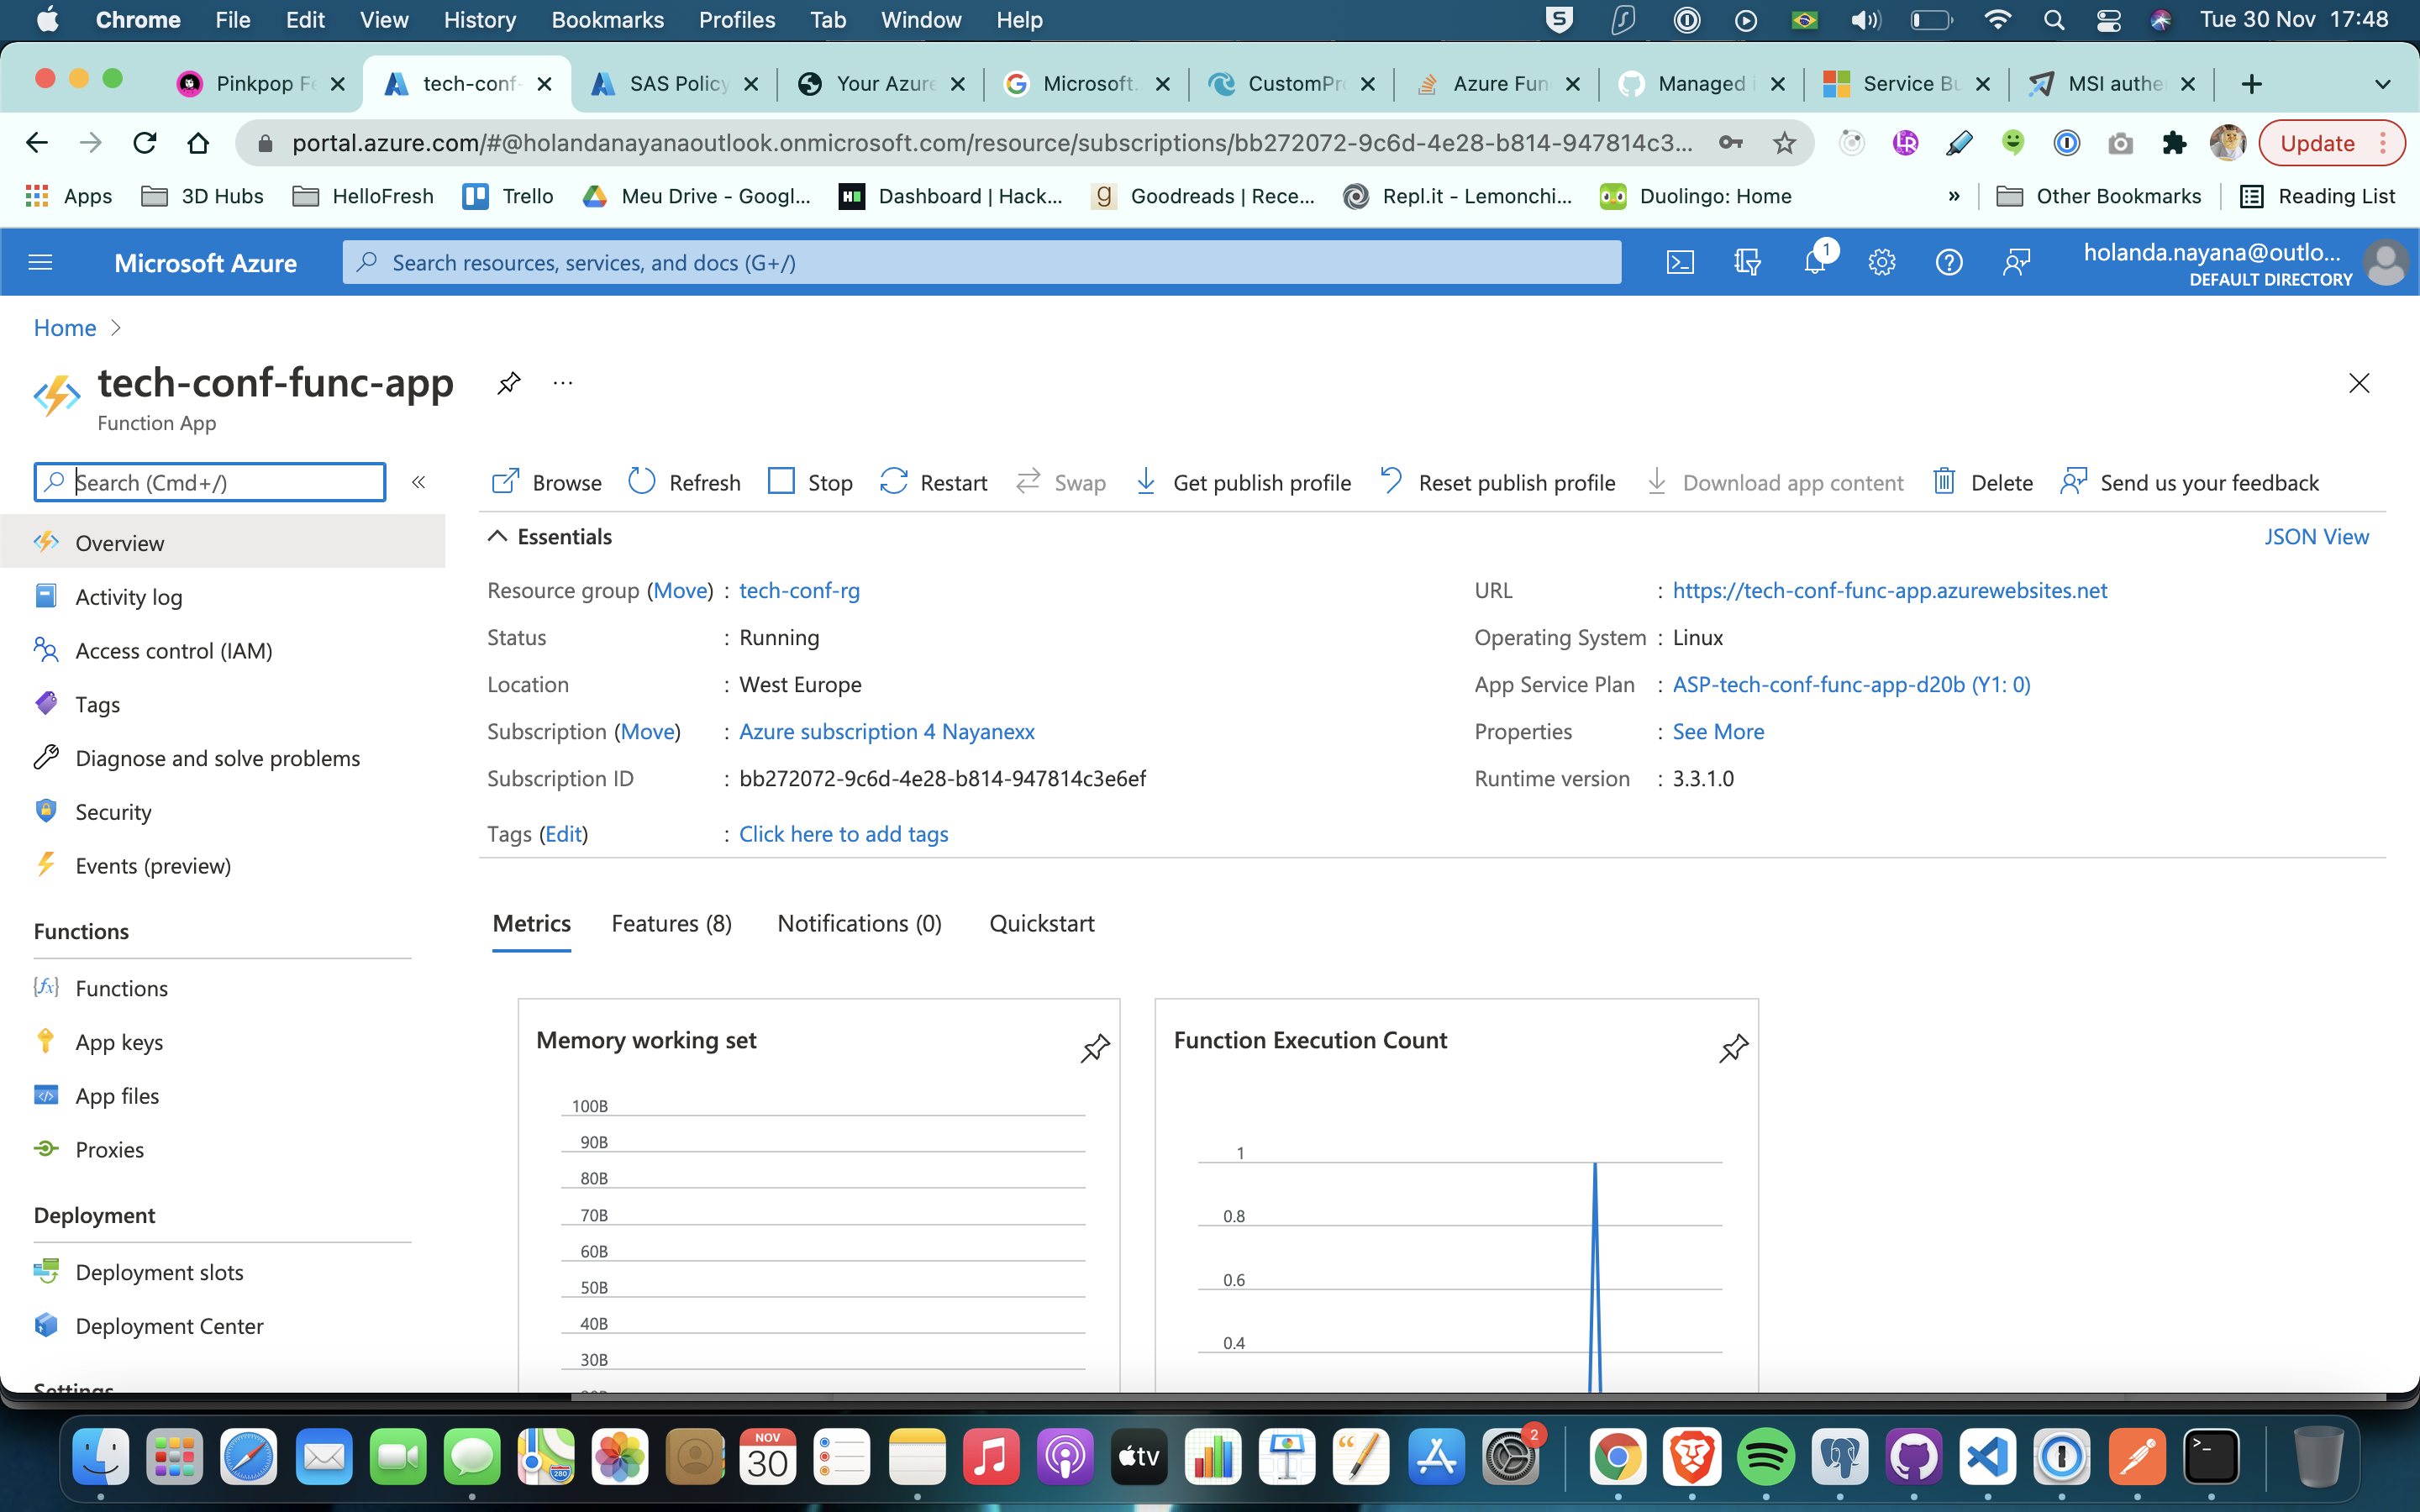 Chrome File Edit View History Bookmarks Profiles Tab Window Help Tue 30 Nov 17:48
Pinkpop Fe tech-conf- SAS Policy Your Azure Microsoft. CustomPr Azure Fun Managed i Service Bu MSI authe
portal.azure.com/#@holandanayanaoutlook.onmicrosoft.com/resource/subscriptions/bb272072-9c6d-4e28-b814-947814c3... Update
Apps 3D Hubs HelloFresh Trello Meu Drive - Googl... Dashboard | Hack... Goodreads | Rece... Repl.it - Lemonchi... Duolingo: Home » Other Bookmarks Reading List
Microsoft Azure Search resources, services, and docs (G+/) 1 holanda.nayana@outlo...
DEFAULT DIRECTORY
Home
tech-conf-func-app ...
Function App
Search (Cmd+/) « Browse Refresh Stop Restart Swap Get publish profile Reset publish profile Download app content Delete Send us your feedback
Overview
Activity log
Access control (IAM)
Tags
Diagnose and solve problems
Security
Events (preview)
Functions
Functions
App keys
App files
Proxies
Deployment
Deployment slots
Deployment Center
Settings
Essentials JSON View
Resource group (Move) : tech-conf-rg
Status : Running
Location : West Europe
Subscription (Move) : Azure subscription 4 Nayanexx
Subscription ID : bb272072-9c6d-4e28-b814-947814c3e6ef
Tags (Edit) : Click here to add tags
URL : https://tech-conf-func-app.azurewebsites.net
Operating System : Linux
App Service Plan : ASP-tech-conf-func-app-d20b (Y1: 0)
Properties : See More
Runtime version : 3.3.1.0
Metrics Features (8) Notifications (0) Quickstart
Memory working set
100B
90B
80B
70B
60B
50B
40B
30B
Function Execution Count
1
0.8
0.6
0.4
NOV
30
280
tv
2